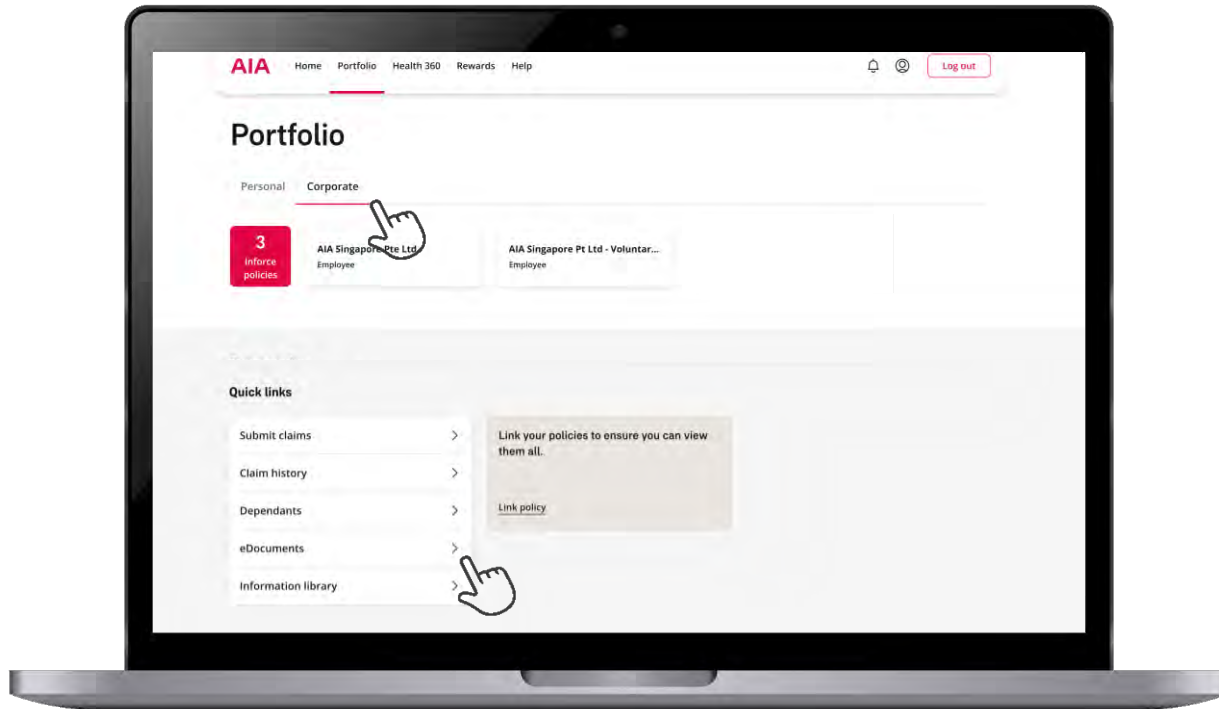 AIA Home Portfolio Health 360 Rewards Help Log out
Portfolio
Personal Corporate
3
Inforce
policies
AIA Singapore Pte Ltd
Employee
AIA Singapore Pt Ltd - Voluntar...
Employee
Quick links
Submit claims
Claim history
Dependants
eDocuments
Information library
Link your policies to ensure you can view
them all.
Link policy